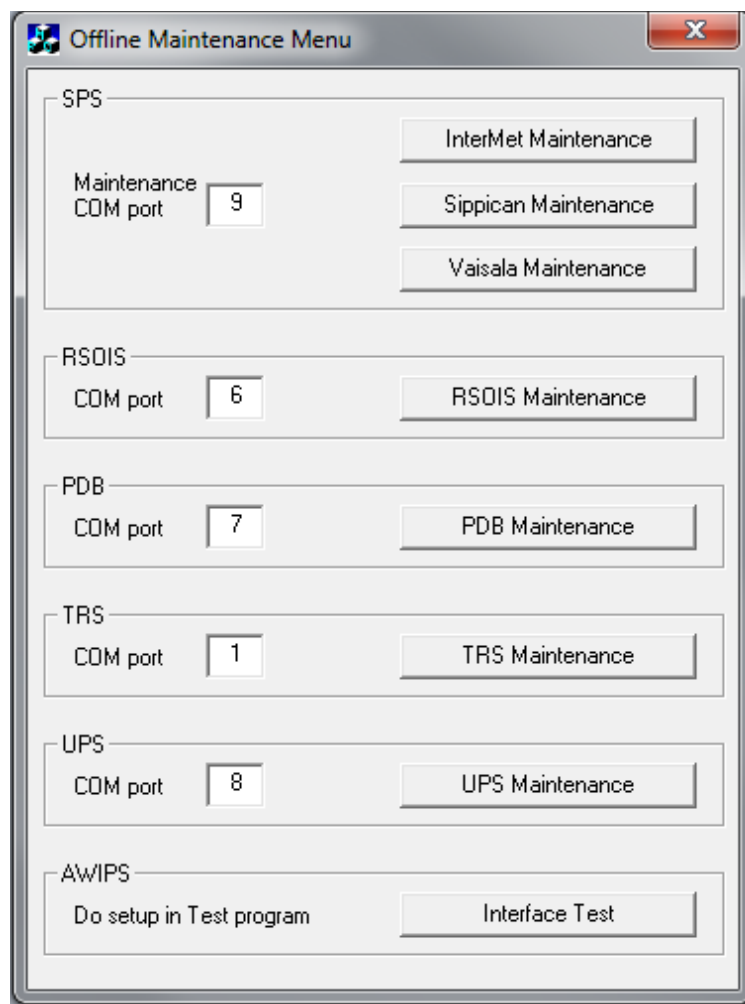 Offline Maintenance Menu
SPS
InterMet Maintenance
Maintenance
COM port 9
Sippican Maintenance
Vaisala Maintenance
RSOIS
COM port 6 RSOIS Maintenance
PDB
COM port 7 PDB Maintenance
TRS
COM port 1 TRS Maintenance
UPS
COM port 8 UPS Maintenance
AWIPS
Do setup in Test program Interface Test